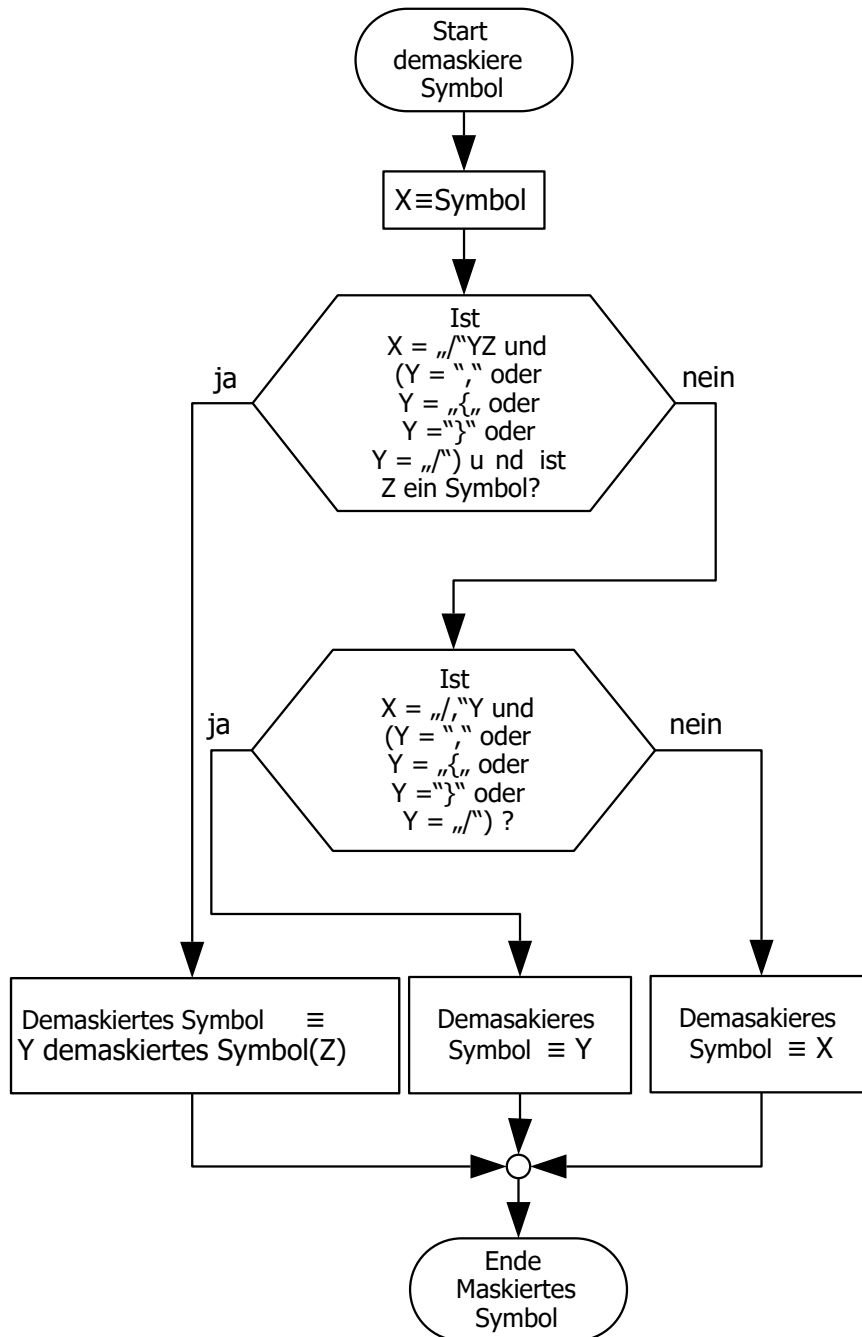 Start
demaskiere
Symbol
X≡Symbol
Ist
X = „/“YZ und
(Y = “,“ oder
Y = „{„ oder
Y =“}“ oder
Y = „/“) u nd ist
Z ein Symbol?
ja
nein
Ist
X = „/,“Y und
(Y = “,“ oder
Y = „{„ oder
Y =“}“ oder
Y = „/“) ?
ja
nein
Demaskiertes Symbol ≡
Y demaskiertes Symbol(Z)
Demasakieres
Symbol ≡ Y
Demasakieres
Symbol ≡ X
Ende
Maskiertes
Symbol